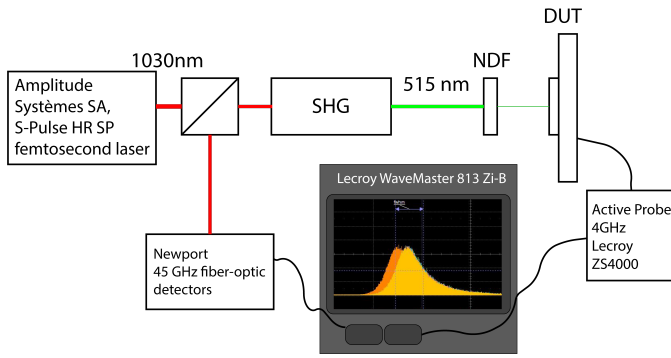 DUT
1030nm
NDF
515 nm
Amplitude
Systèmes SA,
S-Pulse HR SP
femtosecond laser
SHG
Lecroy WaveMaster 813 Zi-B
Newport
45 GHz fiber-optic
detectors
Active Probe
4GHz
Lecroy
ZS4000